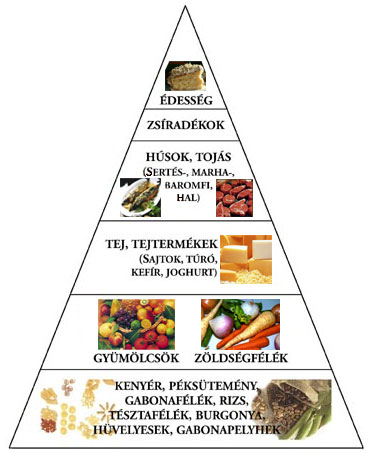 ÉDESSÉG
ZSÍRADÉKOK
HÚSOK, TOJÁS
(SERTÉS-, MARHA-,
BAROMFI,
HAL)
TEJ, TEJTERMÉKEK
(SAJTOK, TÚRÓ,
KEFÍR, JOGHURT)
GYÜMÖLCSÖK ZÖLDSÉGFÉLÉK
KENYÉR, PÉKSÜTEMÉNY,
GABONAFÉLÉK, RIZS,
TÉSZTAFÉLÉK, BURGONYA,
HÜVELYESEK, GABONAPELYHEK